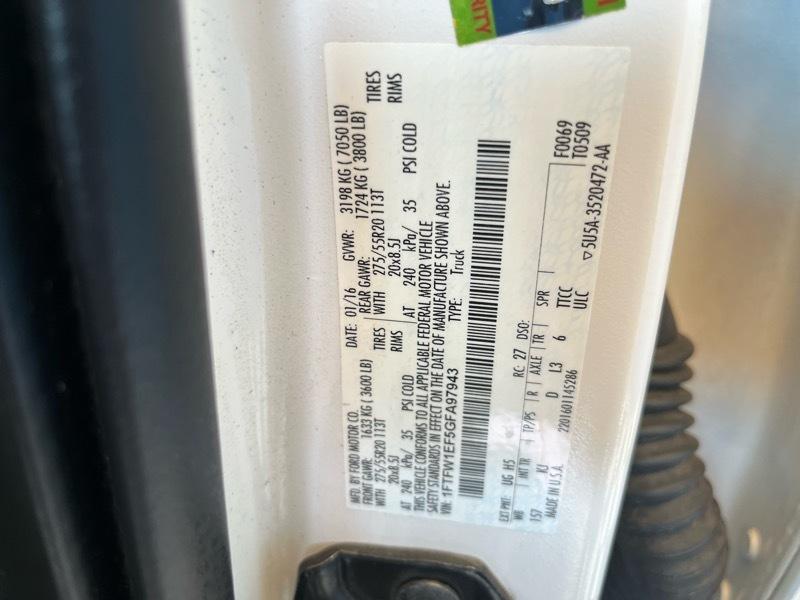 RITY
MFD. BY FORD MOTOR CO.
DATE: 01/16 GVWR: 3198 KG ( 7050 LB)
FRONT GAWR: 1633 KG ( 3600 LB) REAR GAWR: 1724 KG ( 3800 LB)
WITH 275/55R20 113T TIRES WITH 275/55R20 113T TIRES
20x8.5J RIMS 20x8.5J RIMS
AT 240 kPa/ 35 PSI COLD AT 240 kPa/ 35 PSI COLD
THIS VEHICLE CONFORMS TO ALL APPLICABLE FEDERAL MOTOR VEHICLE
SAFETY STANDARDS IN EFFECT ON THE DATE OF MANUFACTURE SHOWN ABOVE.
VIN: 1FTFW1EF5GFA97943 TYPE: Truck
EXT PNT: UG H5 RC: 27 DSO: F0069
WB INT TR TP/PS R AXLE TR SPR T0509
157 D L3 6 TTCC
MADE IN U.S.A. 2201601145286 ULC ▽5U5A-3520472-AA